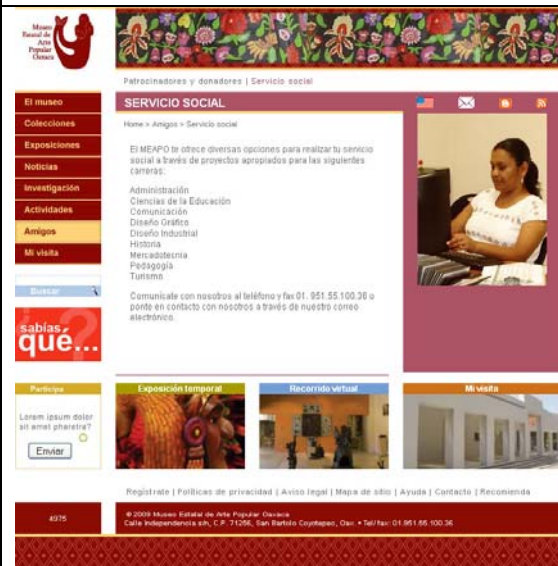 Museo
Estatal de
Arte
Popular
Oaxaca
Patrocinadores y donadores | Servicio social
El museo
Colecciones
Exposiciones
Noticias
Investigación
Actividades
Amigos
Mi visita
Buscar
sabías
qué...
Participa
Lorem ipsum dolor
sit amet pharetra?
Enviar
4975
SERVICIO SOCIAL
Home > Amigos > Servicio social
El MEAPO te ofrece diversas opciones para realizar tu servicio
social a través de proyectos apropiados para las siguientes
carreras:
Administración
Ciencias de la Educación
Comunicación
Diseño Gráfico
Diseño Industrial
Historia
Mercadotecnia
Pedagogía
Turismo
Comunícate con nosotros al teléfono y fax 01. 951.55.100.36 o
ponte en contacto con nosotros a través de nuestro correo
electrónico.
Exposición temporal
Recorrido virtual
Mi visita
Regístrate | Políticas de privacidad | Aviso legal | Mapa de sitio | Ayuda | Contacto | Recomienda
© 2009 Museo Estatal de Arte Popular Oaxaca
Calle Independencia s/n, C.P. 71256, San Bartolo Coyotepec, Oax. • Tel/ fax: 01.951.55.100.36